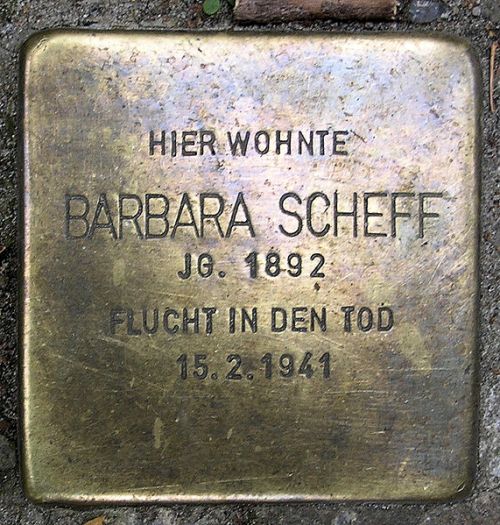 HIER WOHNTE
BARBARA SCHEFF
JG. 1892
FLUCHT IN DEN TOD
15.2.1941